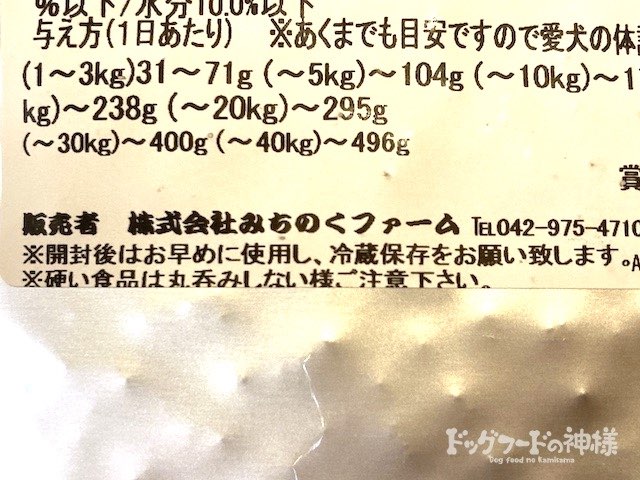 %以下/水分10.0%以下
与え方(1日あたり) ※あくまでも目安ですので愛犬の体
(1～3kg)31～71g (～5kg)～104g (～10kg)～1
kg)～238g (～20kg)～295g
(～30kg)～400g (～40kg)～496g
賞
販売者 株式会社みちのくファーム TEL042-975-4710
※開封後はお早めに使用し、冷蔵保存をお願い致します。A
※硬い食品は丸呑みしない様ご注意下さい。
ドッグフードの神様
Dog food no Kamisama